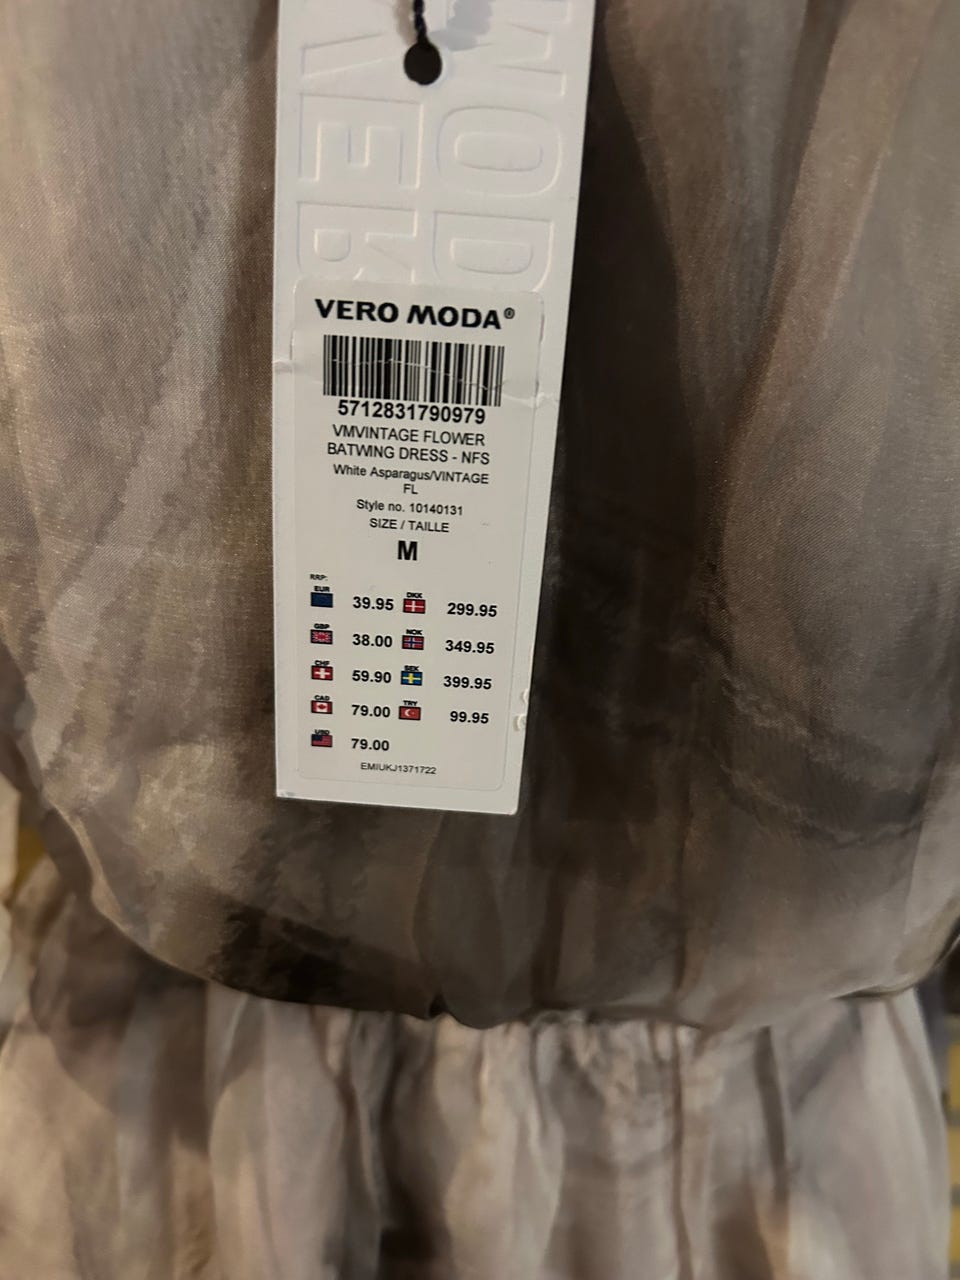 VERO
MODA
VERO MODA®
5712831790979
VMVINTAGE FLOWER
BATWING DRESS - NFS
White Asparagus/VINTAGE
FL
Style no. 10140131
SIZE / TAILLE
M
RRP:
EUR 39.95 DKK 299.95
GBP 38.00 NOK 349.95
CHF 59.90 SEK 399.95
CAD 79.00 TRY 99.95
USD 79.00
EMIUKJ1371722